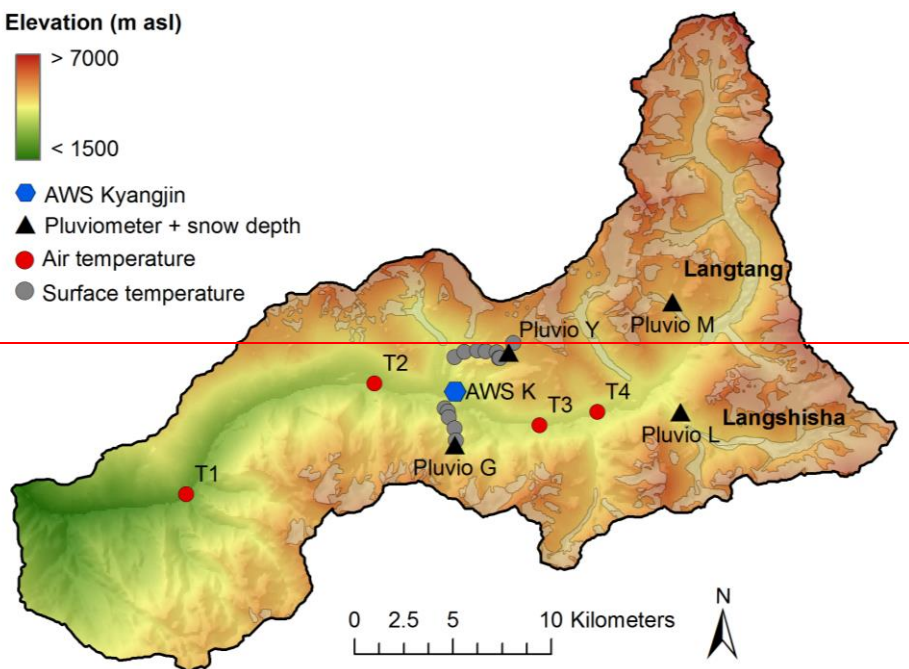 Elevation (m asl)
> 7000
< 1500
AWS Kyangjin
Pluviometer + snow depth
Air temperature
Surface temperature
Langtang
Pluvio M
Pluvio Y
T2
AWS K
T3
T4
Langshisha
Pluvio L
Pluvio G
T1
N
0 2.5 5 10 Kilometers